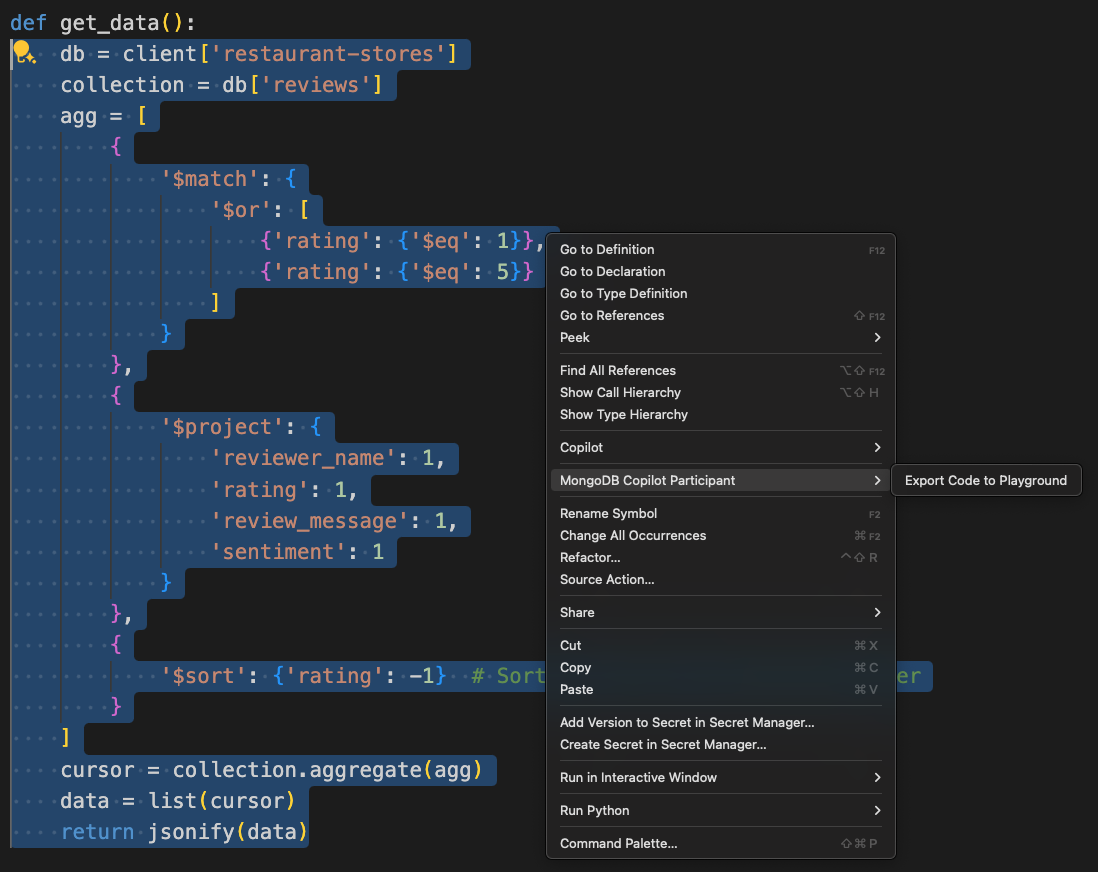 def get_data():
db = client['restaurant-stores']
collection = db['reviews']
agg = [
{
'$match': {
'$or': [
{'rating': {'$eq': 1}},
{'rating': {'$eq': 5}}
]
}
},
{
'$project': {
'reviewer_name': 1,
'rating': 1,
'review_message': 1,
'sentiment': 1
}
},
{
'$sort': {'rating': -1} # Sort er
}
]
cursor = collection.aggregate(agg)
data = list(cursor)
return jsonify(data)
Go to Definition F12
Go to Declaration
Go to Type Definition
Go to References ⇧ F12
Peek >
Find All References ⌥⇧ F12
Show Call Hierarchy ⌥⇧ H
Show Type Hierarchy
Copilot >
MongoDB Copilot Participant >
Export Code to Playground
Rename Symbol F2
Change All Occurrences ⌘ F2
Refactor... ^⇧ R
Source Action...
Share >
Cut ⌘ X
Copy ⌘ C
Paste ⌘ V
Add Version to Secret in Secret Manager...
Create Secret in Secret Manager...
Run in Interactive Window >
Run Python >
Command Palette... ⇧⌘ P